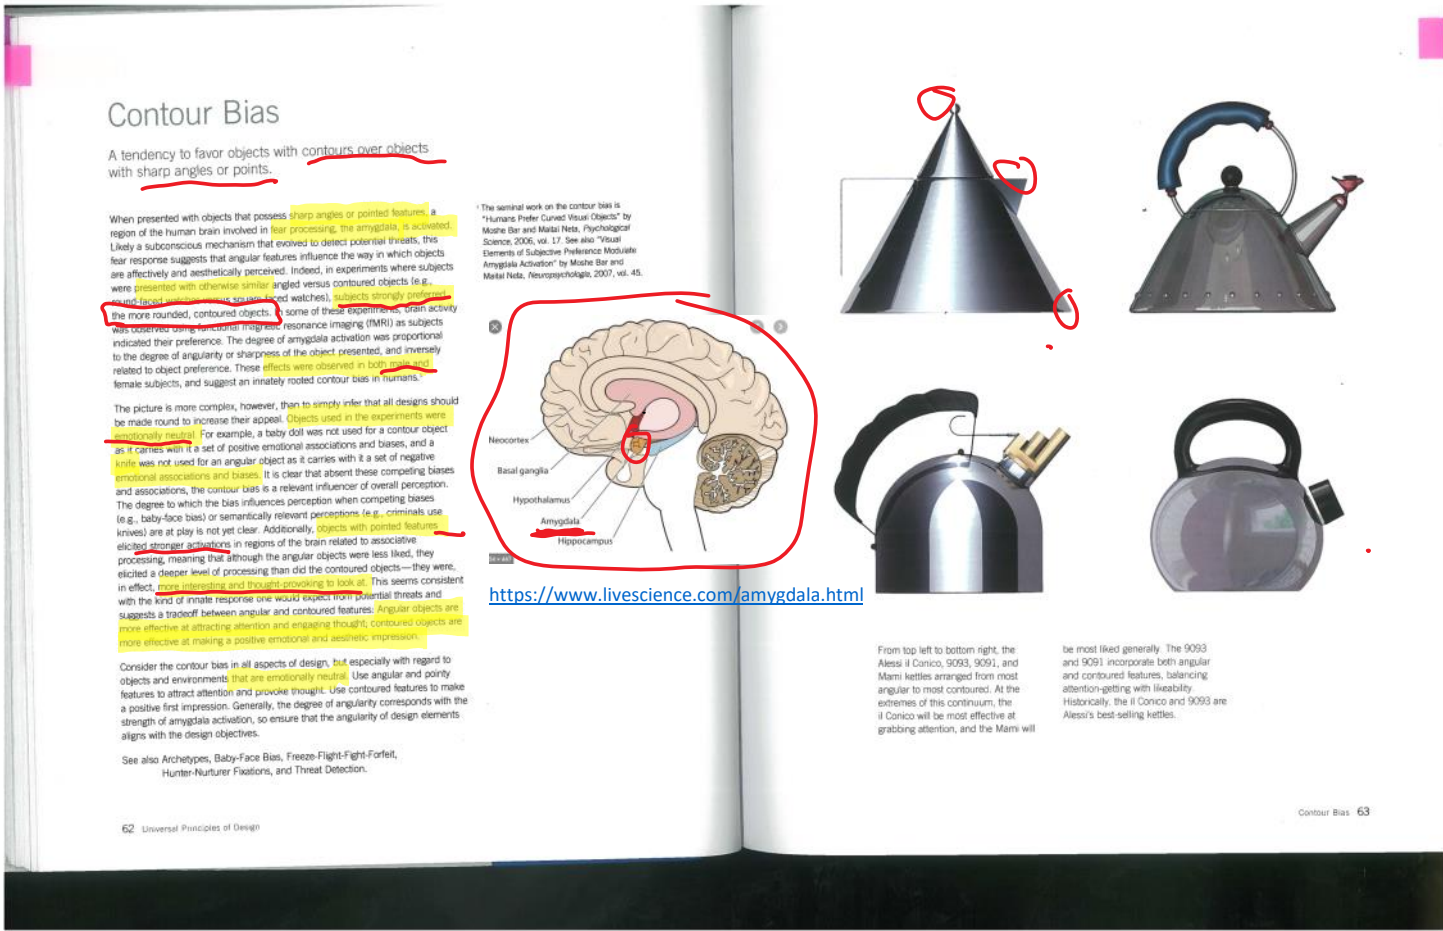 Contour Bias
A tendency to favor objects with contours over objects
with sharp angles or points.
When presented with objects that possess sharp angles or pointed features, a
region of the human brain involved in fear processing, the amygdala, is activated.
Likely a subconscious mechanism that evolved to detect potential threats, this
fear response suggests that angular features influence the way in which objects
are affectively and aesthetically perceived. Indeed, in experiments where subjects
were presented with otherwise similar angled versus contoured objects (e.g.,
round-faced watches versus square-faced watches), subjects strongly preferred
the more rounded, contoured objects. In some of these experiments, brain activity
was observed using functional magnetic resonance imaging (fMRI) as subjects
indicated their preference. The degree of amygdala activation was proportional
to the degree of angularity or sharpness of the object presented, and inversely
related to object preference. These effects were observed in both male and
female subjects, and suggest an innately rooted contour bias in humans.¹
The picture is more complex, however, than to simply infer that all designs should
be made round to increase their appeal. Objects used in the experiments were
emotionally neutral. For example, a baby doll was not used for a contour object
as it carries with it a set of positive emotional associations and biases, and a
knife was not used for an angular object as it carries with it a set of negative
emotional associations and biases. It is clear that absent these competing biases
and associations, the contour bias is a relevant influencer of overall perception.
The degree to which the bias influences perception when competing biases
(e.g., baby-face bias) or semantically relevant perceptions (e.g., criminals use
knives) are at play is not yet clear. Additionally, objects with pointed features
elicited stronger activations in regions of the brain related to associative
processing, meaning that although the angular objects were less liked, they
elicited a deeper level of processing than did the contoured objects—they were,
in effect, more interesting and thought-provoking to look at. This seems consistent
with the kind of innate response one would expect from potential threats and
suggests a tradeoff between angular and contoured features: Angular objects are
more effective at attracting attention and engaging thought; contoured objects are
more effective at making a positive emotional and aesthetic impression.
Consider the contour bias in all aspects of design, but especially with regard to
objects and environments that are emotionally neutral. Use angular and pointy
features to attract attention and provoke thought. Use contoured features to make
a positive first impression. Generally, the degree of angularity corresponds with the
strength of amygdala activation, so ensure that the angularity of design elements
aligns with the design objectives.
See also Archetypes, Baby-Face Bias, Freeze-Flight-Fight-Forfeit,
Hunter-Nurturer Fixations, and Threat Detection.
62 Universal Principles of Design
¹ The seminal work on the contour bias is
"Humans Prefer Curved Visual Objects" by
Moshe Bar and Maital Neta, Psychological
Science, 2006, vol. 17. See also "Visual
Elements of Subjective Preference Modulate
Amygdala Activation" by Moshe Bar and
Maital Neta, Neuropsychologia, 2007, vol. 45.
Neocortex
Basal ganglia
Hypothalamus
Amygdala
Hippocampus
https://www.livescience.com/amygdala.html
From top left to bottom right, the
Alessi il Conico, 9093, 9091, and
Mami kettles arranged from most
angular to most contoured. At the
extremes of this continuum, the
il Conico will be most effective at
grabbing attention, and the Mami will
be most liked generally. The 9093
and 9091 incorporate both angular
and contoured features, balancing
attention-getting with likeability.
Historically, the il Conico and 9093 are
Alessi's best-selling kettles.
Contour Bias 63